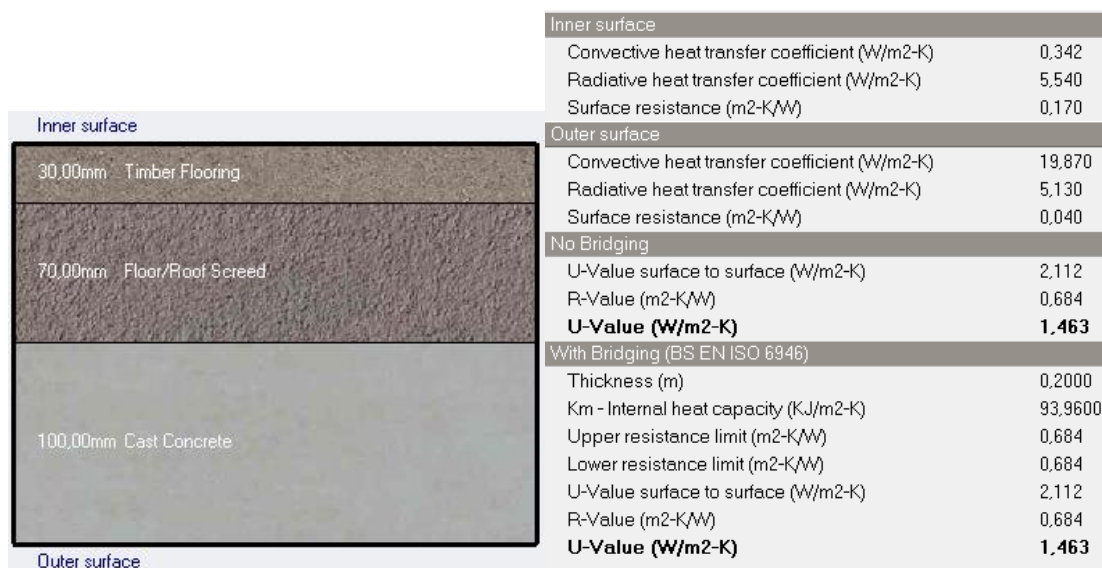 Inner surface
30,00mm Timber Flooring
70,00mm Floor/Roof Screed
100,00mm Cast Concrete
Outer surface
Inner surface
Convective heat transfer coefficient (W/m2-K) 0,342
Radiative heat transfer coefficient (W/m2-K) 5,540
Surface resistance (m2-K/W) 0,170
Outer surface
Convective heat transfer coefficient (W/m2-K) 19,870
Radiative heat transfer coefficient (W/m2-K) 5,130
Surface resistance (m2-K/W) 0,040
No Bridging
U-Value surface to surface (W/m2-K) 2,112
R-Value (m2-K/W) 0,684
U-Value (W/m2-K) 1,463
With Bridging (BS EN ISO 6946)
Thickness (m) 0,2000
Km - Internal heat capacity (KJ/m2-K) 93,9600
Upper resistance limit (m2-K/W) 0,684
Lower resistance limit (m2-K/W) 0,684
U-Value surface to surface (W/m2-K) 2,112
R-Value (m2-K/W) 0,684
U-Value (W/m2-K) 1,463